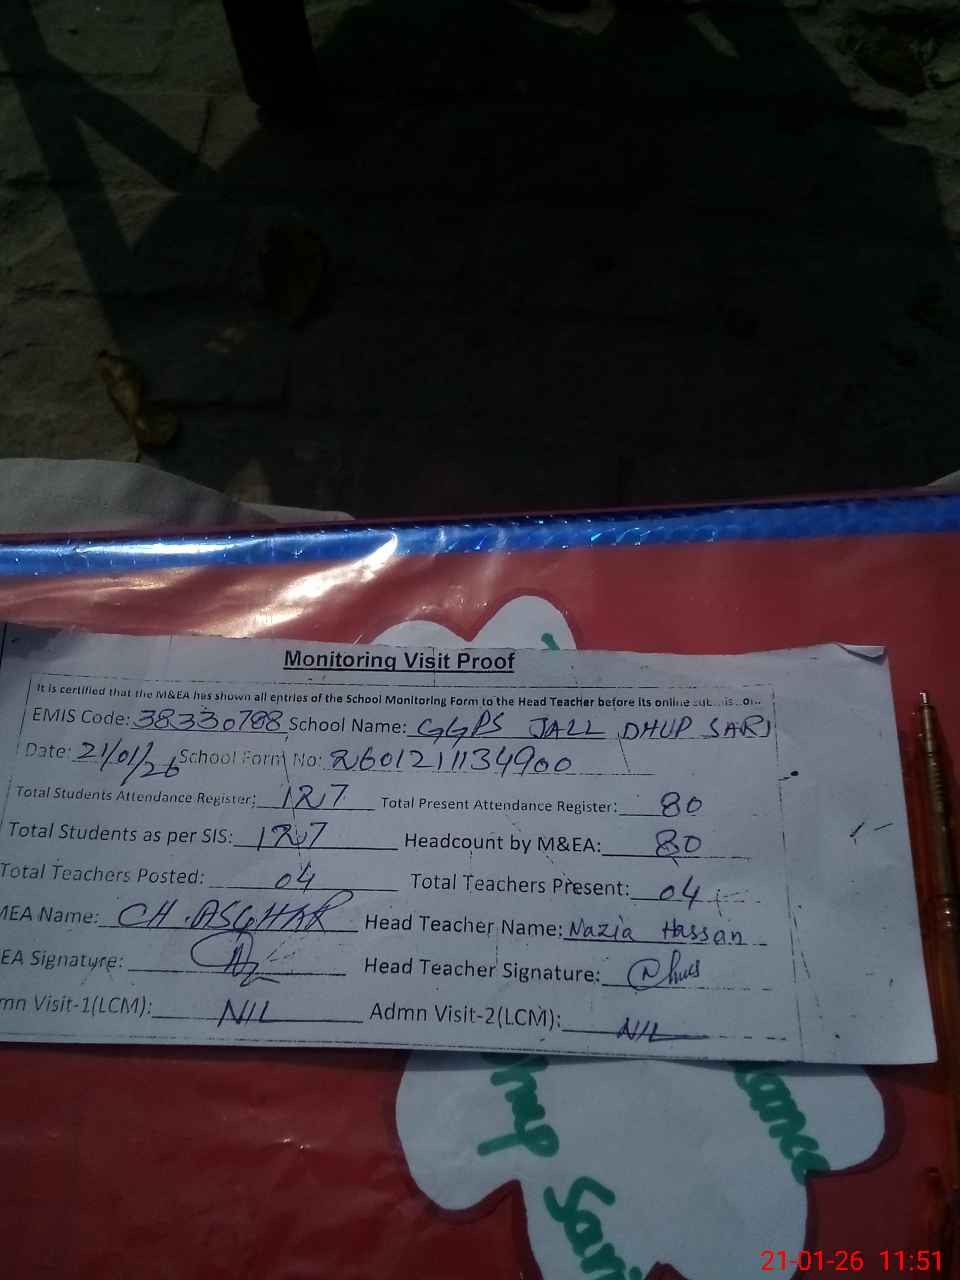 Monitoring Visit Proof
It is certified that the M&EA has shown all entries of the School Monitoring Form to the Head Teacher before its online
EMIS Code: 38330788 School Name: GGPS JALL DHUP SARI
Date: 21/01/26 School Form No: 260121113490 0
Total Students Attendance Register: 127 Total Present Attendance Register: 80
Total Students as per SIS: 127 Headcount by M&EA: 80
Total Teachers Posted: 04 Total Teachers Present: 04
MEA Name: CH. ASGHAR Head Teacher Name: Nazia Hassan
EA Signature: Head Teacher Signature:
mn Visit-1(LCM): NIL Admn Visit-2(LCM): NIL
Sari
21-01-26 11:51